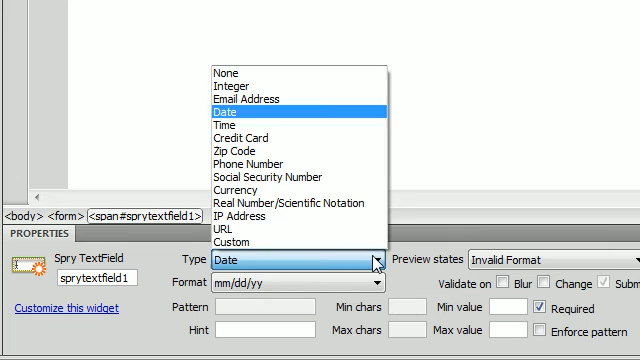 None
Integer
Email Address
Date
Time
Credit Card
Zip Code
Phone Number
Social Security Number
Currency
Real Number/Scientific Notation
IP Address
URL
Custom
<body> <form> <span#sprytextfield1>
PROPERTIES
Spry TextField Type Date Preview states Invalid Format
sprytextfield1 Format mm/dd/yy Validate on Blur Change Subm
Customize this widget Pattern Min chars Min value Required
Hint Max chars Max value Enforce pattern